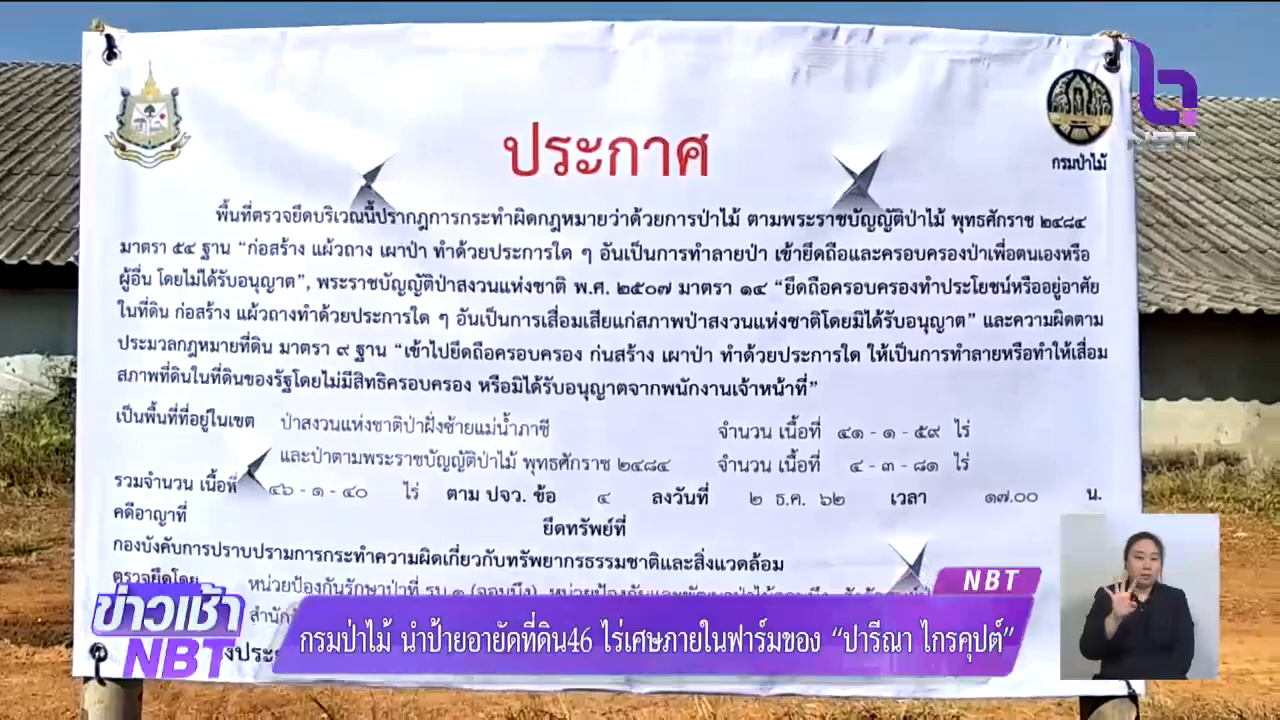 ประกาศ
กรมป่าไม้
NBT
พื้นที่ตรวจยึดบริเวณนี้ปรากฏการกระทำผิดกฎหมายว่าด้วยการป่าไม้ ตามพระราชบัญญัติป่าไม้ พุทธศักราช ๒๔๘๔
มาตรา ๕๔ ฐาน “ก่อสร้าง แผ้วถาง เผาป่า ทำด้วยประการใด ๆ อันเป็นการทำลายป่า เข้ายึดถือและครอบครองป่าเพื่อตนเองหรือ
ผู้อื่น โดยไม่ได้รับอนุญาต”, พระราชบัญญัติป่าสงวนแห่งชาติ พ.ศ. ๒๕๐๗ มาตรา ๑๔ “ยึดถือครอบครองทำประโยชน์หรืออยู่อาศัย
ในที่ดิน ก่อสร้าง แผ้วถางทำด้วยประการใด ๆ อันเป็นการเสื่อมเสียแก่สภาพป่าสงวนแห่งชาติโดยมิได้รับอนุญาต” และความผิดตาม
ประมวลกฎหมายที่ดิน มาตรา ๙ ฐาน “เข้าไปยึดถือครอบครอง ก่นสร้าง เผาป่า ทำด้วยประการใด ให้เป็นการทำลายหรือทำให้เสื่อม
สภาพที่ดินในที่ดินของรัฐโดยไม่มีสิทธิครอบครอง หรือมิได้รับอนุญาตจากพนักงานเจ้าหน้าที่”
เป็นพื้นที่ที่อยู่ในเขต ป่าสงวนแห่งชาติป่าฝั่งซ้ายแม่น้ำภาชี จำนวน เนื้อที่ ๔๑ - ๑ - ๕๙ ไร่
และป่าตามพระราชบัญญัติป่าไม้ พุทธศักราช ๒๔๘๔ จำนวน เนื้อที่ ๔ - ๓ - ๘๑ ไร่
รวมจำนวน เนื้อที่ ๔๖ - ๑ - ๔๐ ไร่ ตาม ปจว. ข้อ ๔ ลงวันที่ ๒ ธ.ค. ๖๒ เวลา ๑๗.๐๐ น.
คดีอาญาที่ ยึดทรัพย์ที่
กองบังคับการปราบปรามการกระทำความผิดเกี่ยวกับทรัพยากรธรรมชาติและสิ่งแวดล้อม
ตรวจยึดโดย หน่วยป้องกันรักษาป่าที่ รบ.๑ (จอมบึง)
สำนัก
NBT
ข่าวเช้า
NBT
กรมป่าไม้ นำป้ายอายัดที่ดิน46 ไร่เศษภายในฟาร์มของ “ปารีณา ไกรคุปต์”